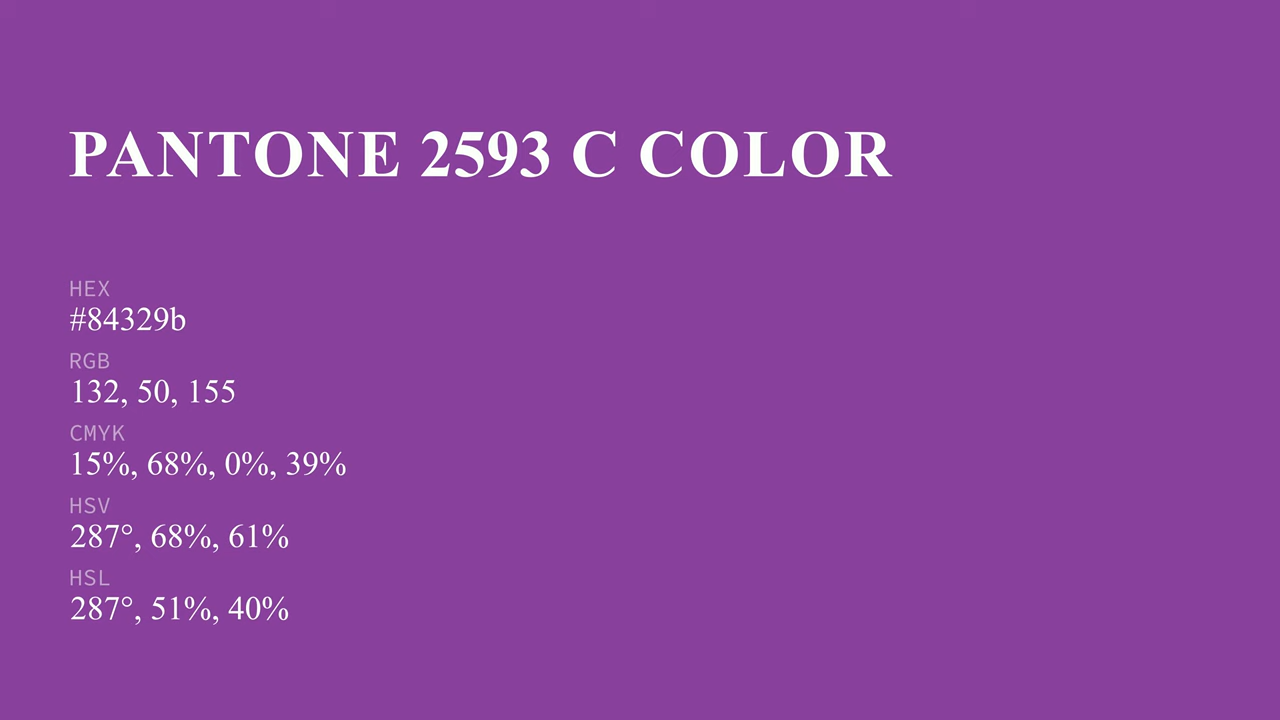 PANTONE 2593 C COLOR
HEX
#84329b
RGB
132, 50, 155
CMYK
15%, 68%, 0%, 39%
HSV
287°, 68%, 61%
HSL
287°, 51%, 40%